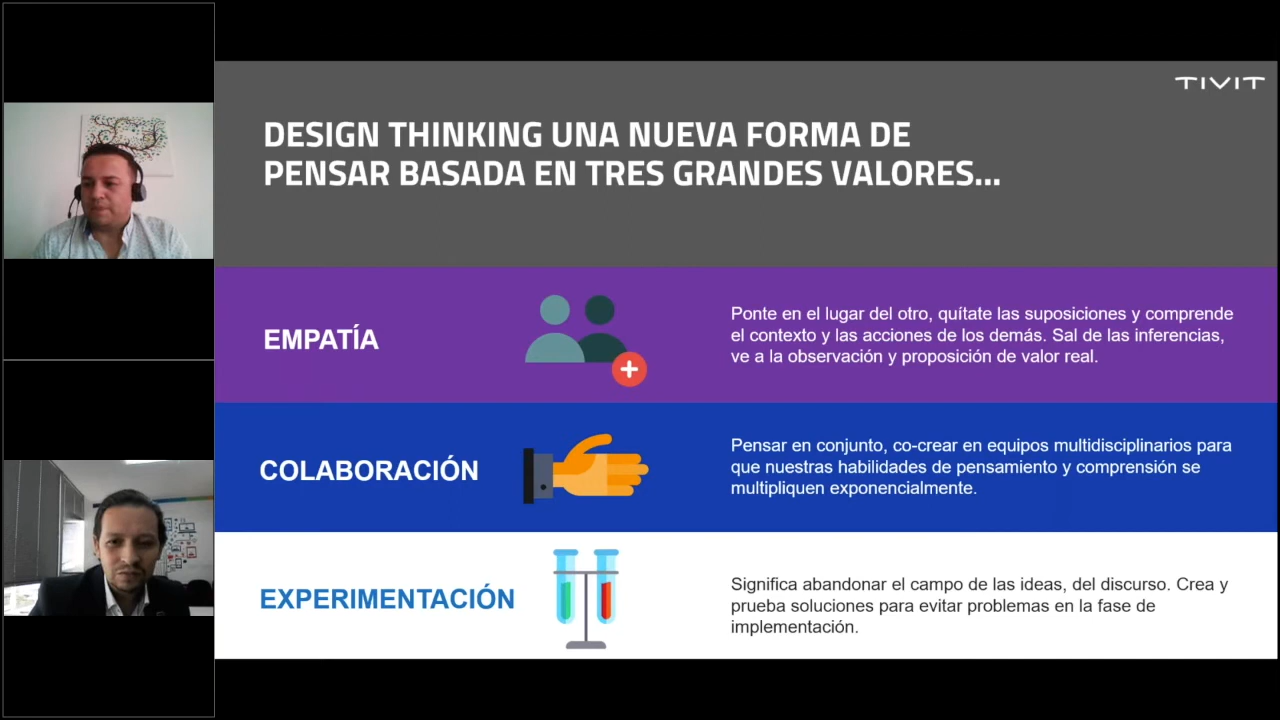 TIVIT
DESIGN THINKING UNA NUEVA FORMA DE
PENSAR BASADA EN TRES GRANDES VALORES...
EMPATÍA
Ponte en el lugar del otro, quítate las suposiciones y comprende
el contexto y las acciones de los demás. Sal de las inferencias,
ve a la observación y proposición de valor real.
COLABORACIÓN
Pensar en conjunto, co-crear en equipos multidisciplinarios para
que nuestras habilidades de pensamiento y comprensión se
multipliquen exponencialmente.
EXPERIMENTACIÓN
Significa abandonar el campo de las ideas, del discurso. Crea y
prueba soluciones para evitar problemas en la fase de
implementación.